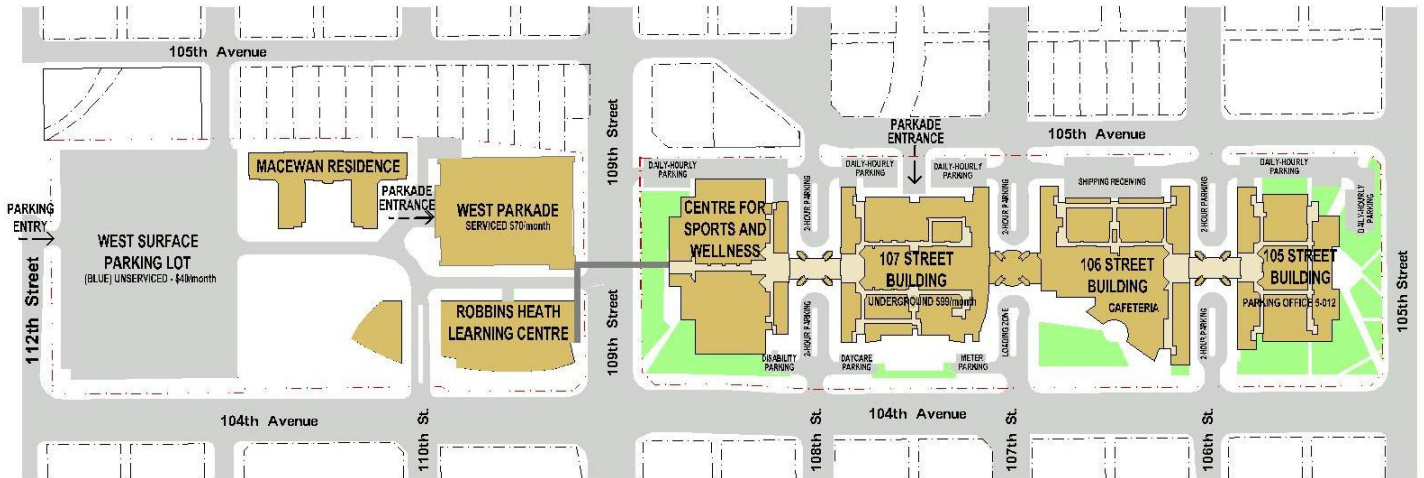 105th Avenue
109th Street
PARKADE
ENTRANCE
105th Avenue
MACEWAN RESIDENCE
PARKADE
ENTRANCE
WEST PARKADE
SERVICED $70/month
PARKING
ENTRY
WEST SURFACE
PARKING LOT
(BLUE) UNSERVICED - $40/month
112th Street
ROBBINS HEATH
LEARNING CENTRE
109th Street
DAILY-HOURLY
PARKING
CENTRE FOR
SPORTS AND
WELLNESS
2-HOUR PARKING
2-HOUR PARKING
DISABILITY
PARKING
DAILY-HOURLY
PARKING
DAILY-HOURLY
PARKING
107 STREET
BUILDING
UNDERGROUND $99/month
DAYCARE
PARKING
METER
PARKING
2-HOUR PARKING
LOADING ZONE
SHIPPING RECEIVING
106 STREET
BUILDING
CAFETERIA
2-HOUR PARKING
2-HOUR PARKING
DAILY-HOURLY
PARKING
DAILY-HOURLY
PARKING
105 STREET
BUILDING
PARKING OFFICE 5-012
105th Street
104th Avenue
110th St.
108th St.
104th Avenue
107th St.
106th St.